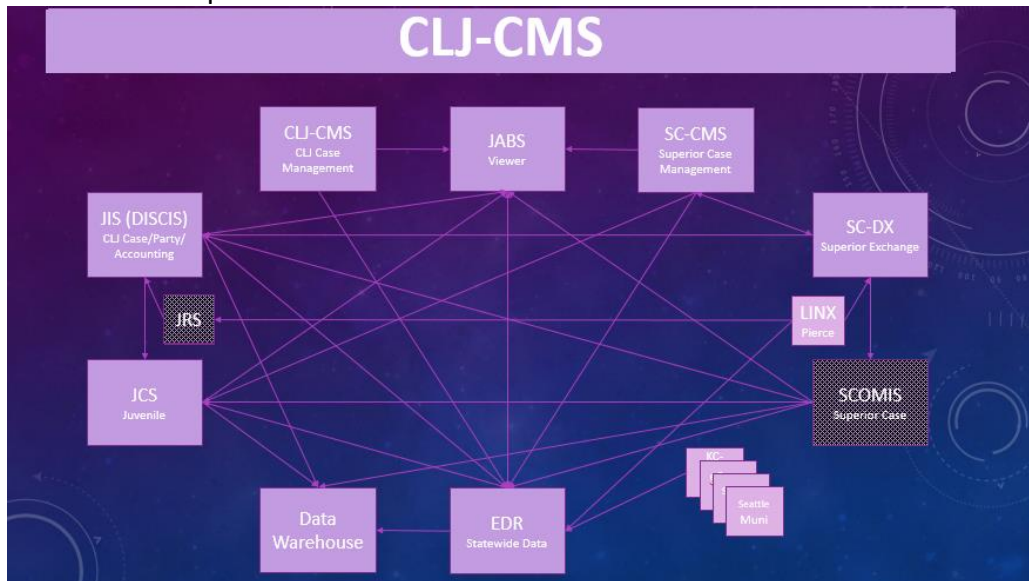 CLJ-CMS
CLJ-CMS
CLJ Case
Management
JABS
Viewer
SC-CMS
Superior Case
Management
JIS (DISCIS)
CLJ Case/Party/
Accounting
SC-DX
Superior Exchange
JRS
LINX
Pierce
JCS
Juvenile
SCOMIS
Superior Case
KC-
Seattle
Muni
Data
Warehouse
EDR
Statewide Data